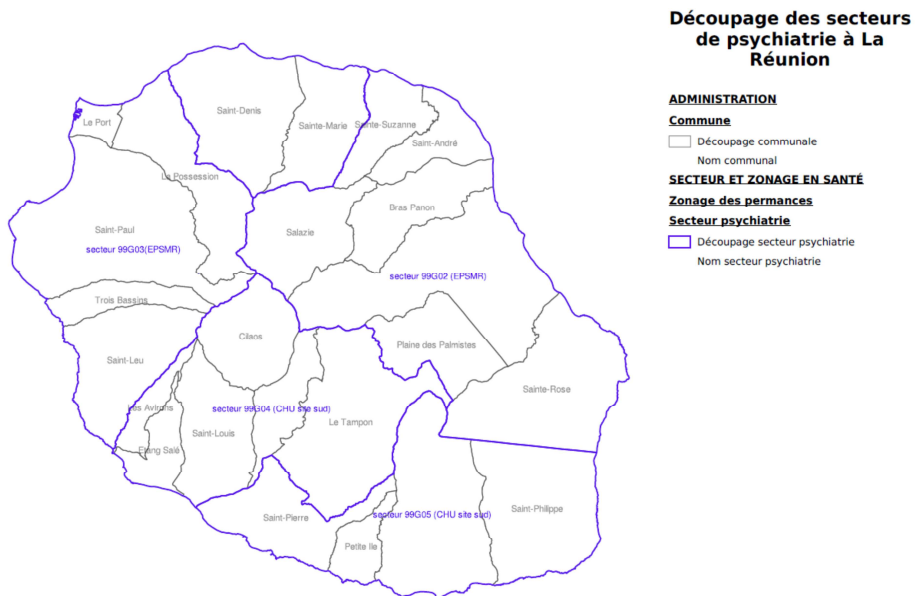 Découpage des secteurs
de psychiatrie à La
Réunion
ADMINISTRATION
Commune
Découpage communale
Nom communal
SECTEUR ET ZONAGE EN SANTÉ
Zonage des permances
Secteur psychiatrie
Découpage secteur psychiatrie
Nom secteur psychiatrie
Saint-Denis
Le Port
Sainte-Marie
Sainte-Suzanne
Saint-André
La Possession
Bras Panon
Saint-Paul
Salazie
secteur 99G03(EPSMR)
secteur 99G02 (EPSMR)
Trois Bassins
Cilaos
Plaine des Palmistes
Saint-Leu
Sainte-Rose
Les Avirons
secteur 99G04 (CHU site sud)
Le Tampon
Saint-Louis
Etang Salé
Saint-Philippe
secteur 99G05 (CHU site sud)
Saint-Pierre
Petite Ile